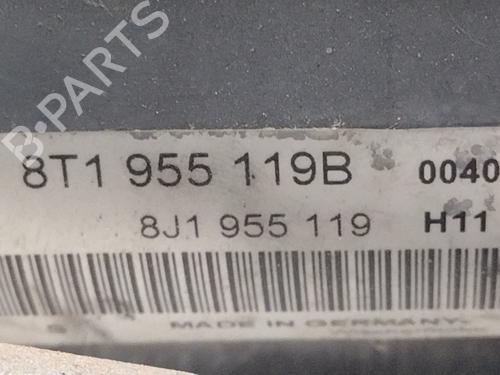 B-PARTS
8T1 955 119B 0040
8J1 955 119 H11
MADE IN GERMANY